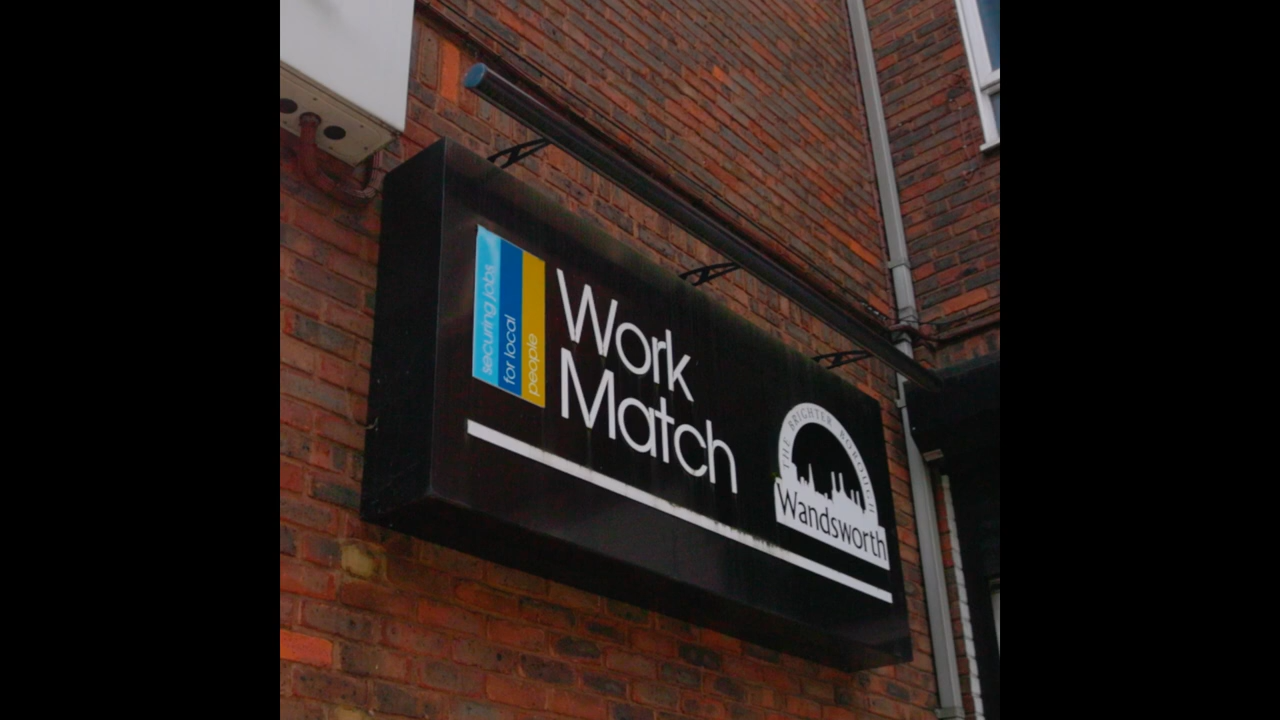 securing jobs
for local
people
Work
Match
THE BRIGHTER BOROUGH
Wandsworth